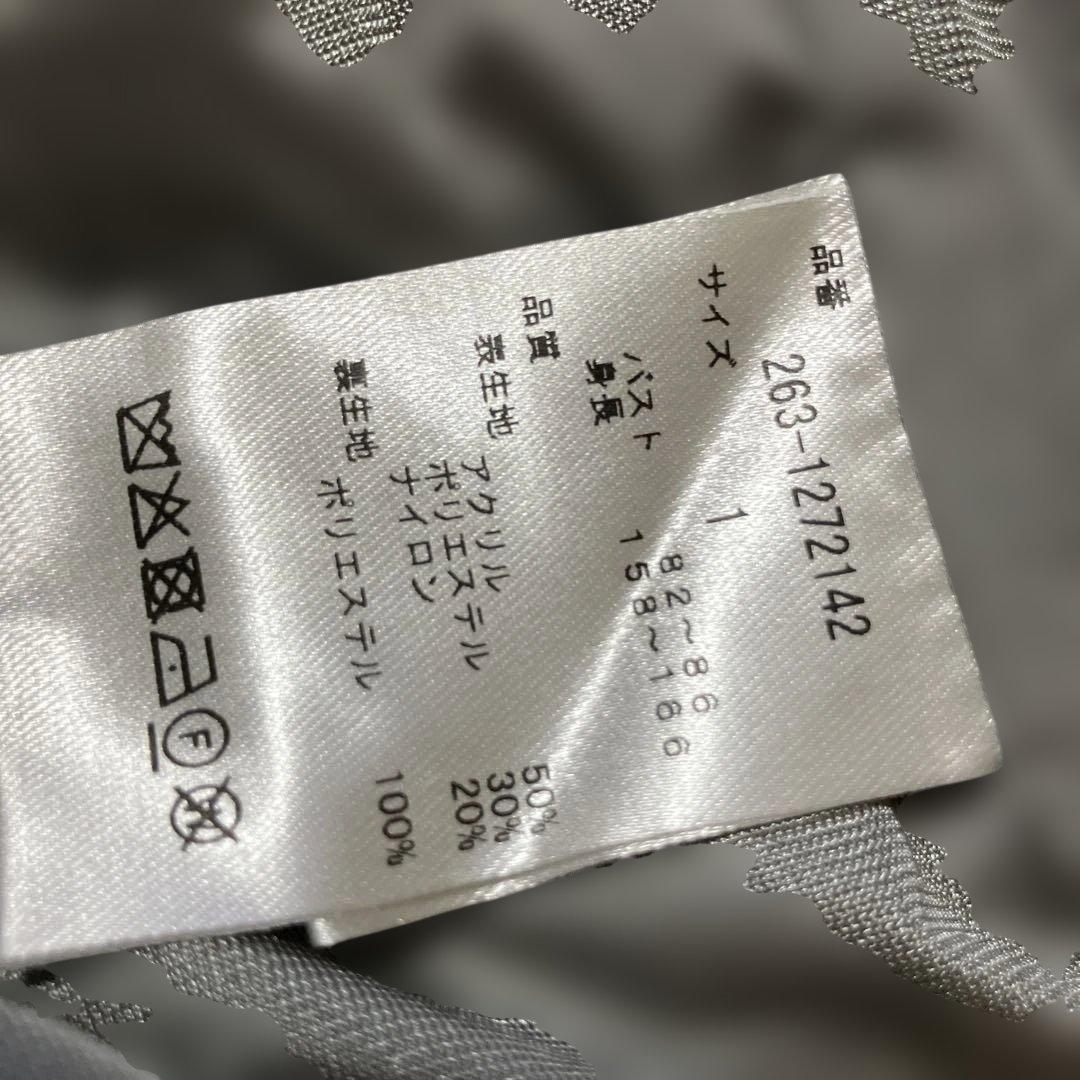 品番
263-1272142
サイズ 1
バスト 82~86
身長 158~166
品質
表生地 アクリル 50%
ポリエステル 30%
ナイロン 20%
裏生地 ポリエステル 100%
F
W